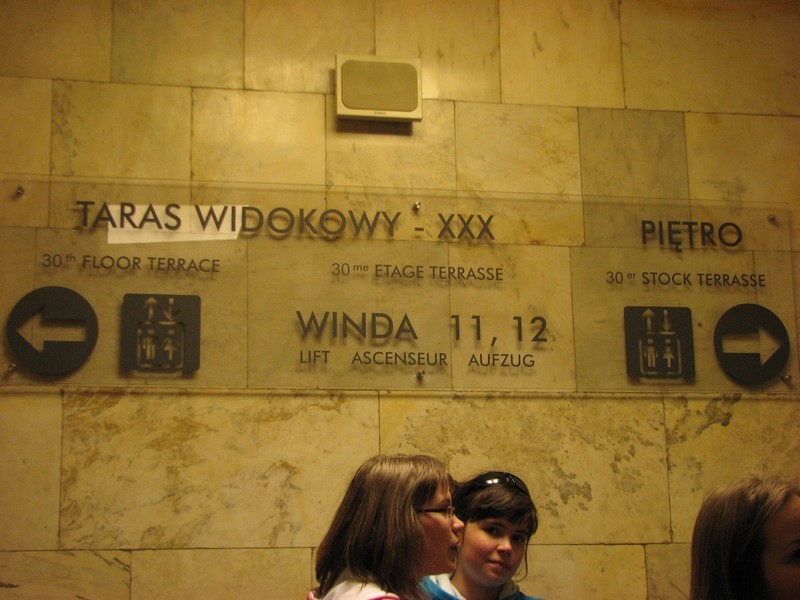 TARAS WIDOKOWY - XXX PIĘTRO
30th FLOOR TERRACE 30me ETAGE TERRASSE 30er STOCK TERRASSE
WINDA 11, 12
LIFT ASCENSEUR AUFZUG